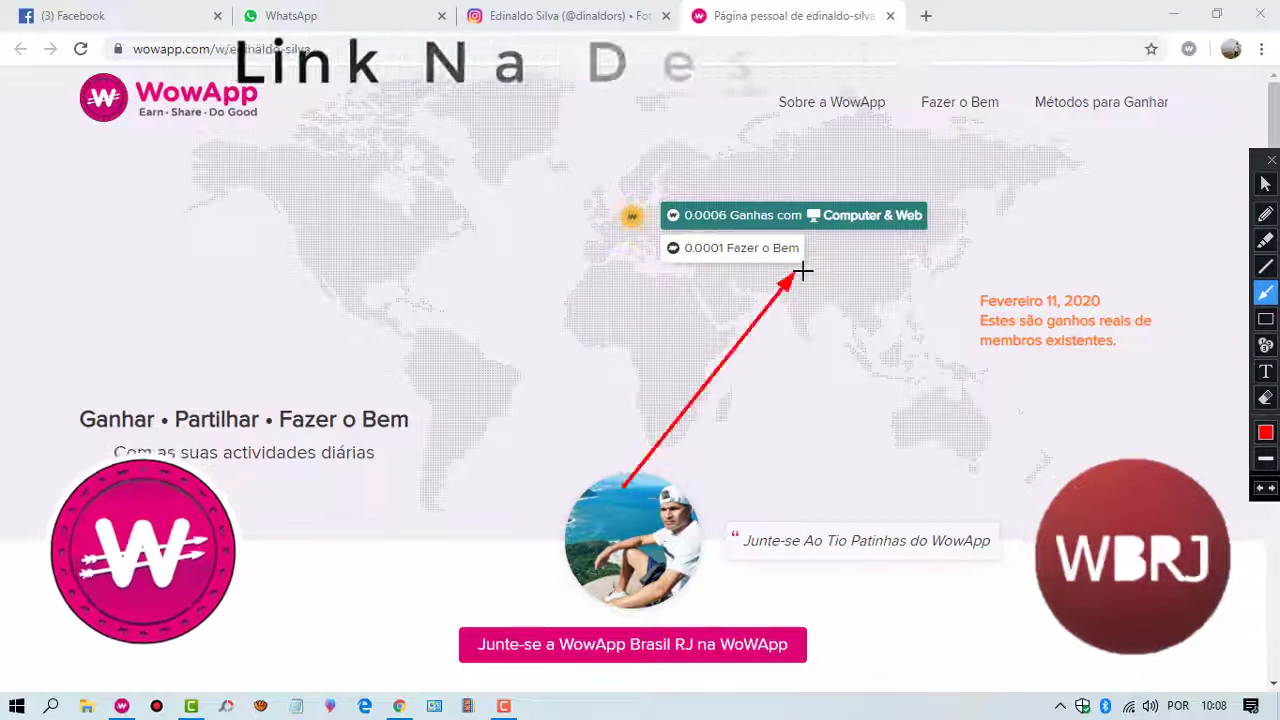 (3) Facebook
WhatsApp
Edinaldo Silva (@dinaldors) • Fot
Página pessoal de edinaldo-silva
wowapp.com/w/edinaldo-silva
Link Na Des
WowApp
Earn · Share · Do Good
Sobre a WowApp
Fazer o Bem
Métodos para Ganhar
0.0006 Ganhas com Computer & Web
0.0001 Fazer o Bem
Fevereiro 11, 2020
Estes são ganhos reais de
membros existentes.
Ganhar • Partilhar • Fazer o Bem
Com as suas actividades diárias
W
“ Junte-se Ao Tio Patinhas do WowApp
WBRJ
Junte-se a WowApp Brasil RJ na WoWApp
POR
10:08